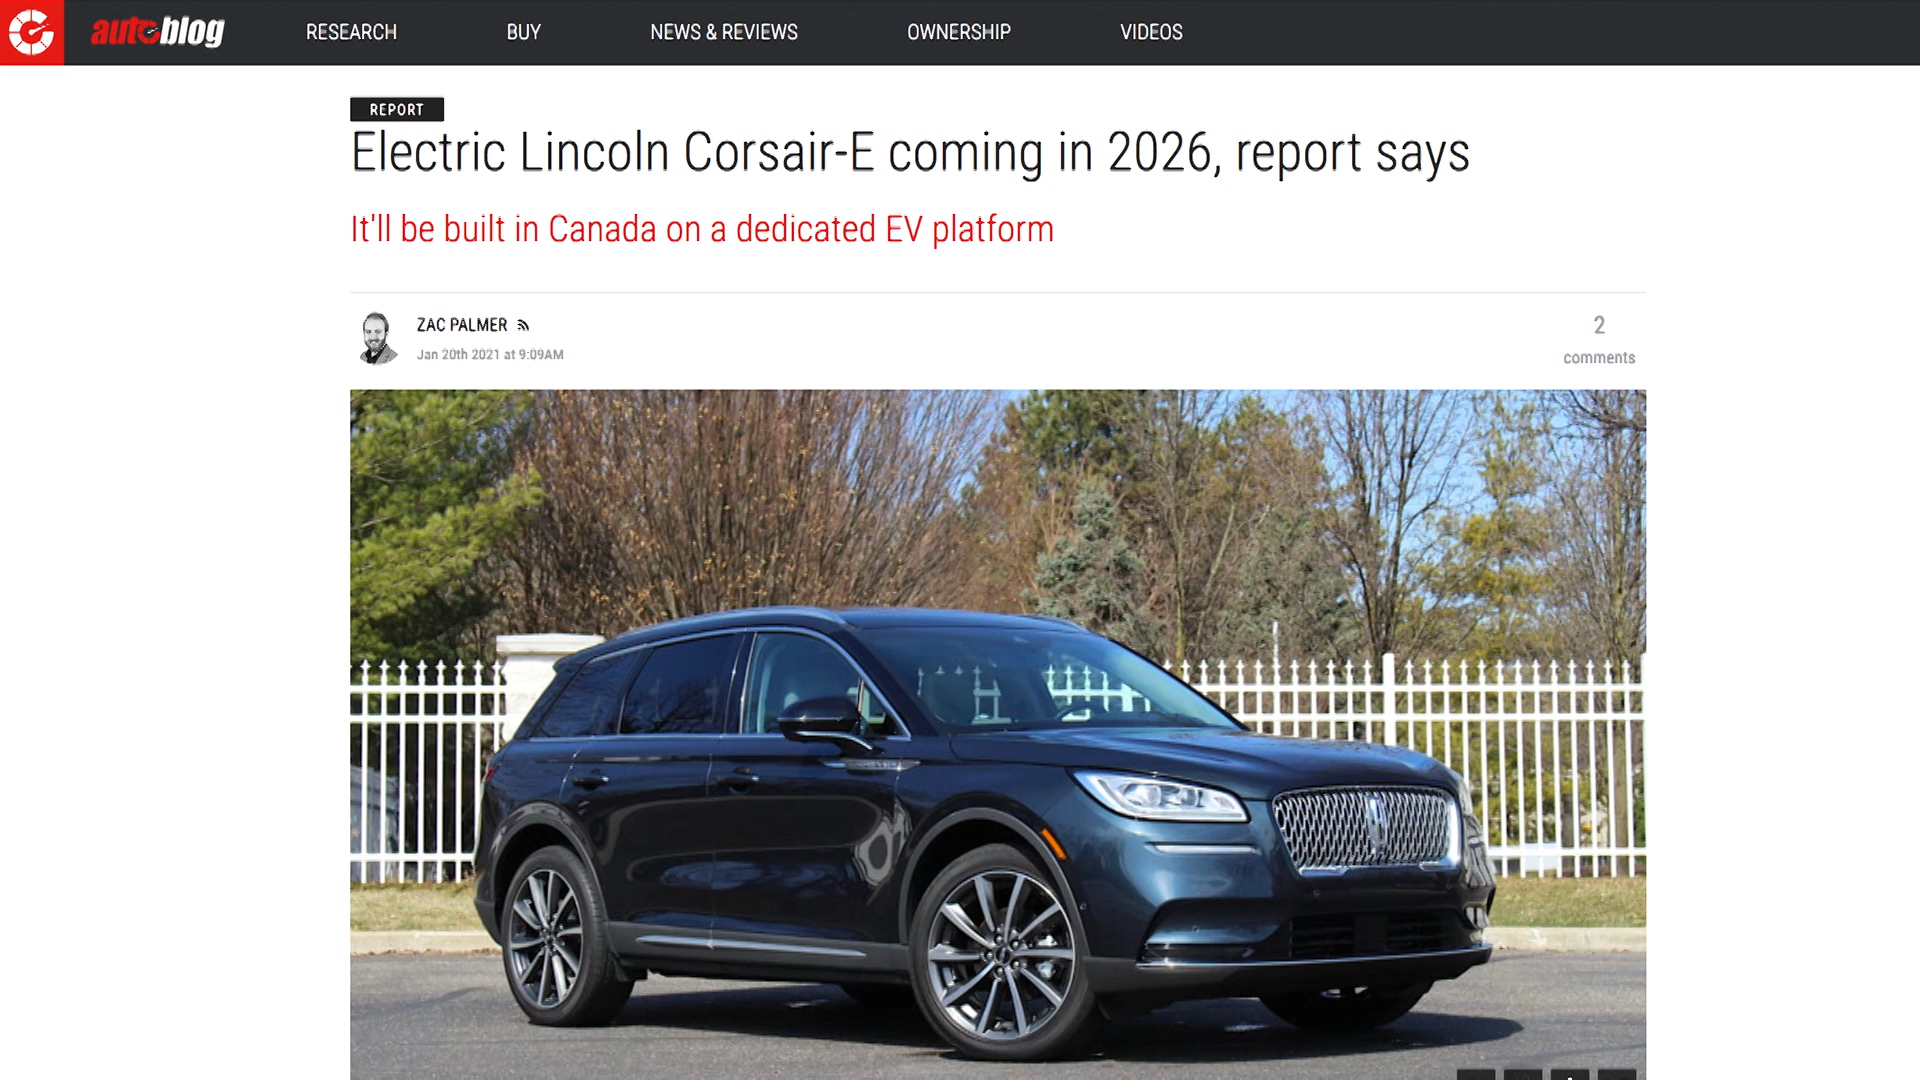 autoblog
RESEARCH
BUY
NEWS & REVIEWS
OWNERSHIP
VIDEOS
REPORT
Electric Lincoln Corsair-E coming in 2026, report says
It'll be built in Canada on a dedicated EV platform
ZAC PALMER
Jan 20th 2021 at 9:09AM
2
comments